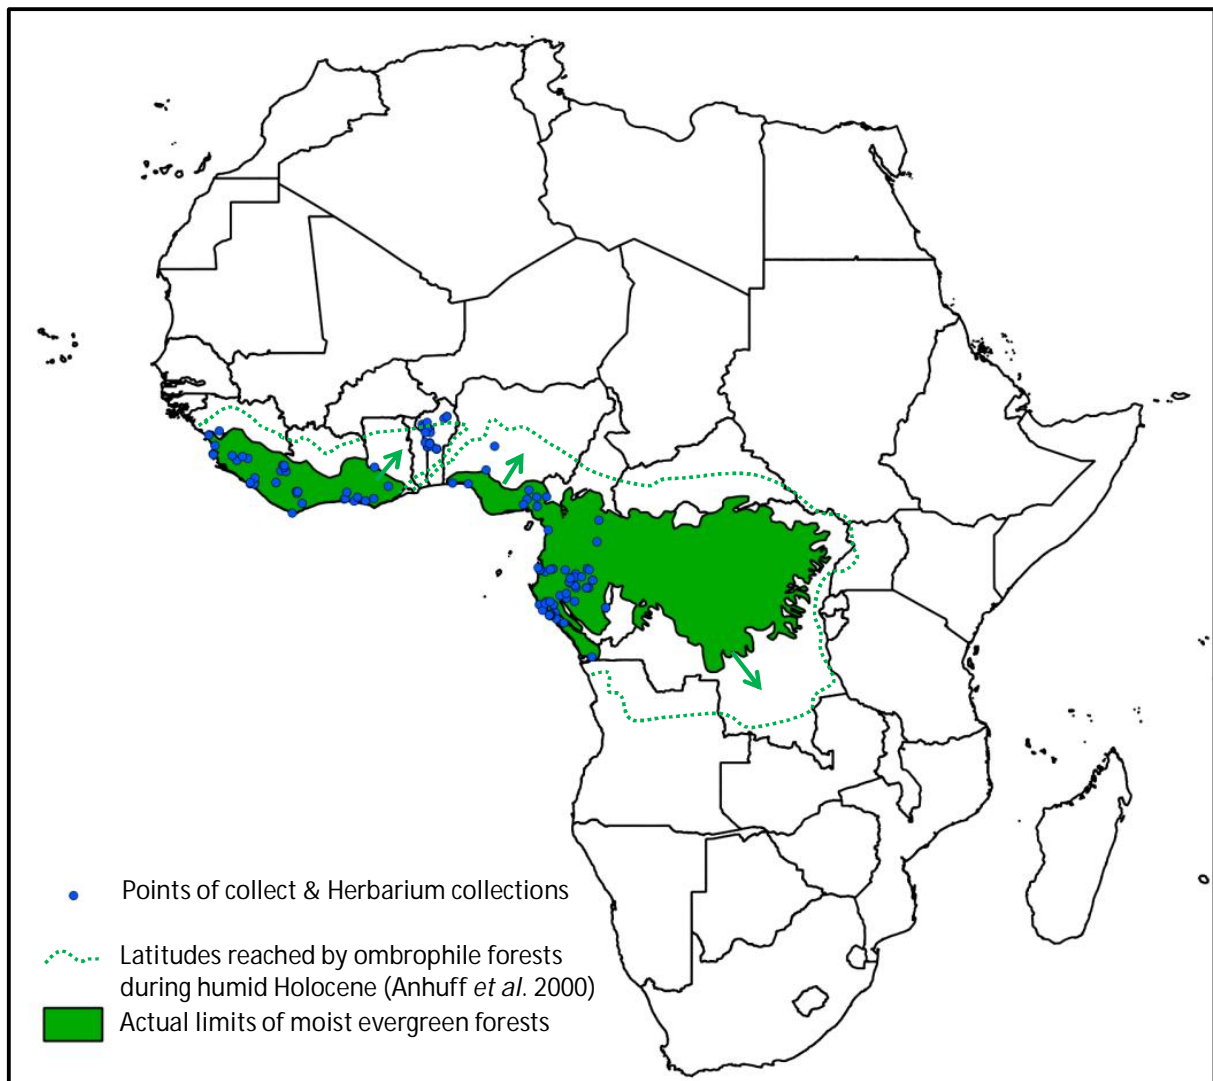 Points of collect & Herbarium collections
Latitudes reached by ombrophile forests
during humid Holocene (Anhuff et al. 2000)
Actual limits of moist evergreen forests